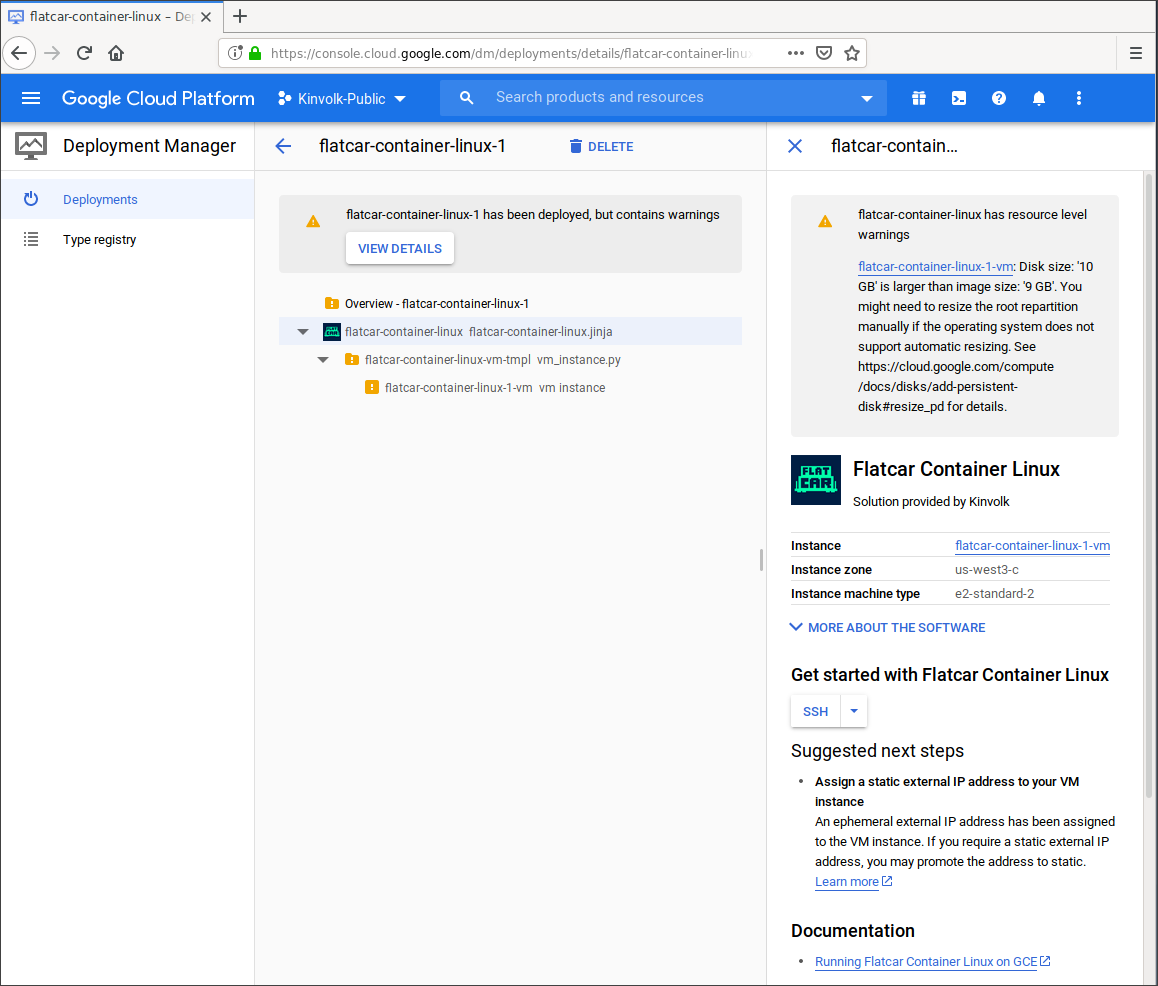 flatcar-container-linux – De
https://console.cloud.google.com/dm/deployments/details/flatcar-container-linux
Google Cloud Platform
Kinvolk-Public
Search products and resources
Deployment Manager
flatcar-container-linux-1
DELETE
flatcar-contain…
Deployments
Type registry
flatcar-container-linux-1 has been deployed, but contains warnings
VIEW DETAILS
Overview - flatcar-container-linux-1
flatcar-container-linux flatcar-container-linux.jinja
flatcar-container-linux-vm-tmpl vm_instance.py
flatcar-container-linux-1-vm vm instance
flatcar-container-linux has resource level
warnings
flatcar-container-linux-1-vm: Disk size: '10
GB' is larger than image size: '9 GB'. You
might need to resize the root repartition
manually if the operating system does not
support automatic resizing. See
https://cloud.google.com/compute
/docs/disks/add-persistent-
disk#resize_pd for details.
FLAT
CAR
Flatcar Container Linux
Solution provided by Kinvolk
Instance flatcar-container-linux-1-vm
Instance zone us-west3-c
Instance machine type e2-standard-2
MORE ABOUT THE SOFTWARE
Get started with Flatcar Container Linux
SSH
Suggested next steps
• Assign a static external IP address to your VM
instance
An ephemeral external IP address has been assigned
to the VM instance. If you require a static external IP
address, you may promote the address to static.
Learn more
Documentation
• Running Flatcar Container Linux on GCE